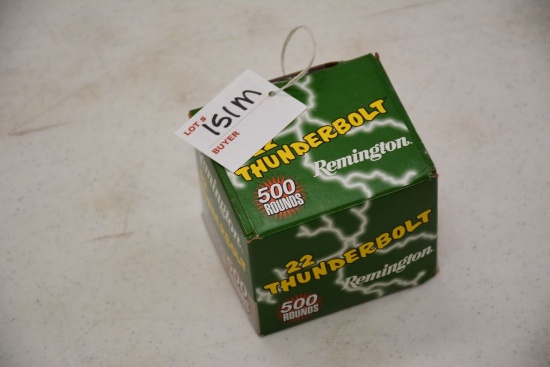 LOT #
151M
BUYER
22
THUNDERBOLT
Remington
500
ROUNDS
22
THUNDERBOLT
Remington
500
ROUNDS